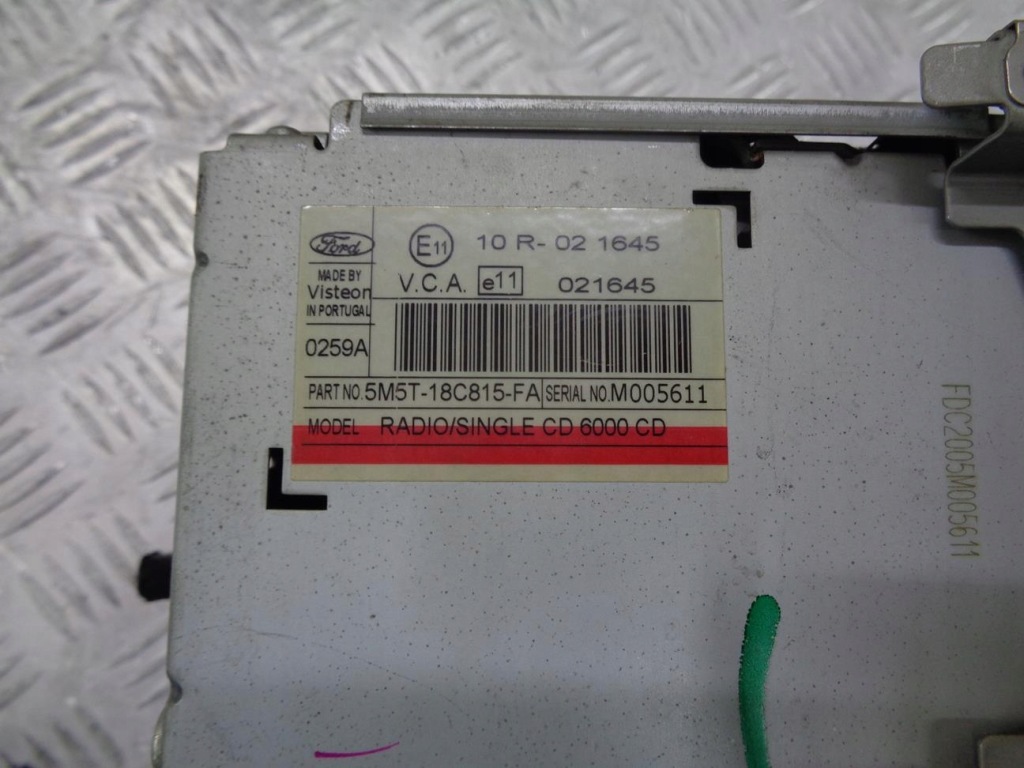 Ford
E11 10 R- 02 1645
MADE BY
Visteon
IN PORTUGAL
V.C.A. e11 021645
0259A
PART NO. 5M5T-18C815-FA SERIAL NO. M005611
MODEL RADIO/SINGLE CD 6000 CD
FDC2005M005611